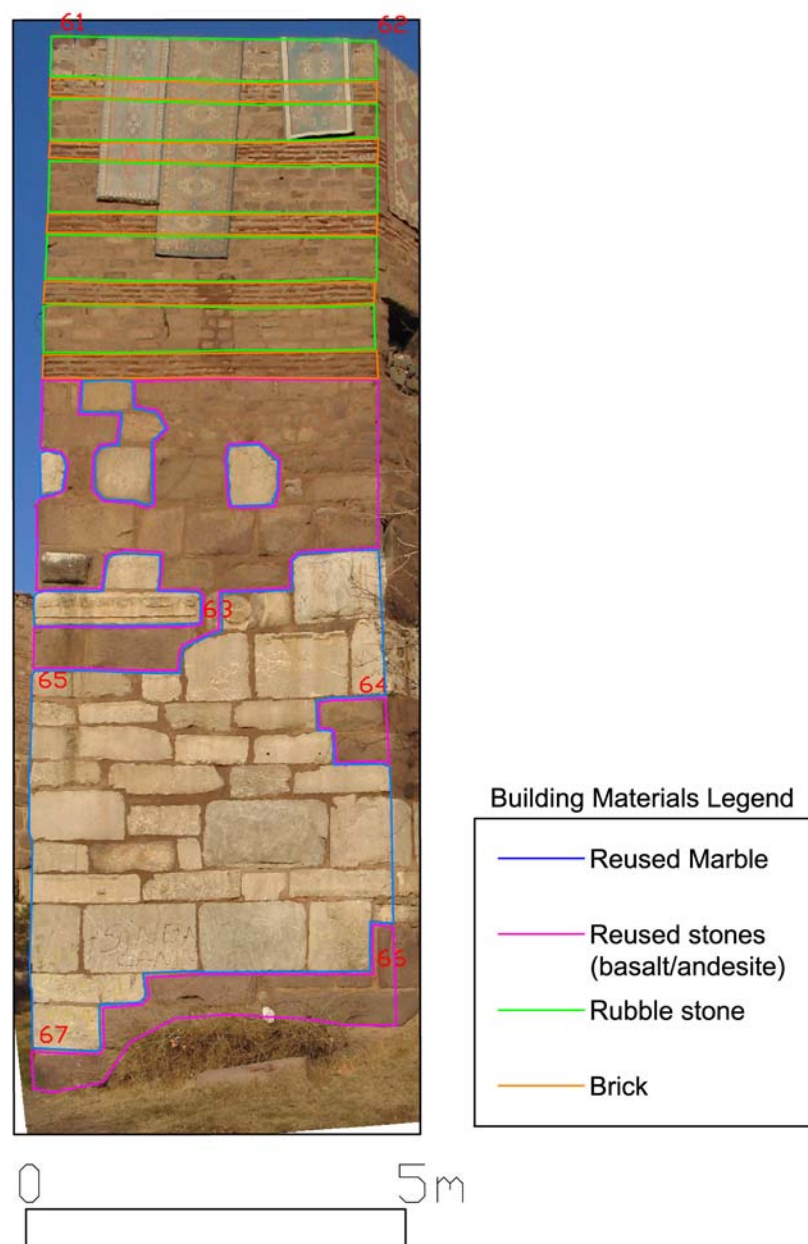 61 62
63
65 64
66
67
Building Materials Legend
Reused Marble
Reused stones
(basalt/andesite)
Rubble stone
Brick
0 5m